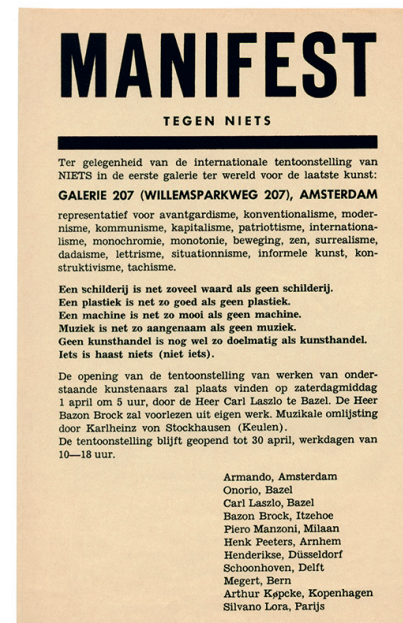 MANIFEST
TEGEN NIETS
Ter gelegenheid van de internationale tentoonstelling van
NIETS in de eerste galerie ter wereld voor de laatste kunst:
GALERIE 207 (WILLEMSPARKWEG 207), AMSTERDAM
representatief voor avantgardisme, konventionalisme, moder-
nisme, kommunisme, kapitalisme, patriottisme, internationa-
lisme, monochromie, monotonie, beweging, zen, surrealisme,
dadaisme, lettrisme, situationnisme, informele kunst, kon-
struktivisme, tachisme.
Een schilderij is net zoveel waard als geen schilderij.
Een plastiek is net zo goed als geen plastiek.
Een machine is net zo mooi als geen machine.
Muziek is net zo aangenaam als geen muziek.
Geen kunsthandel is nog wel zo doelmatig als kunsthandel.
Iets is haast niets (niet iets).
De opening van de tentoonstelling van werken van onder-
staande kunstenaars zal plaats vinden op zaterdagmiddag
1 april om 5 uur, door de Heer Carl Laszlo te Bazel. De Heer
Bazon Brock zal voorlezen uit eigen werk. Muzikale omlijsting
door Karlheinz von Stockhausen (Keulen).
De tentoonstelling blijft geopend tot 30 april, werkdagen van
10—18 uur.
Armando, Amsterdam
Onorio, Bazel
Carl Laszlo, Bazel
Bazon Brock, Itzehoe
Piero Manzoni, Milaan
Henk Peeters, Arnhem
Henderikse, Düsseldorf
Schoonhoven, Delft
Megert, Bern
Arthur Køpcke, Kopenhagen
Silvano Lora, Parijs